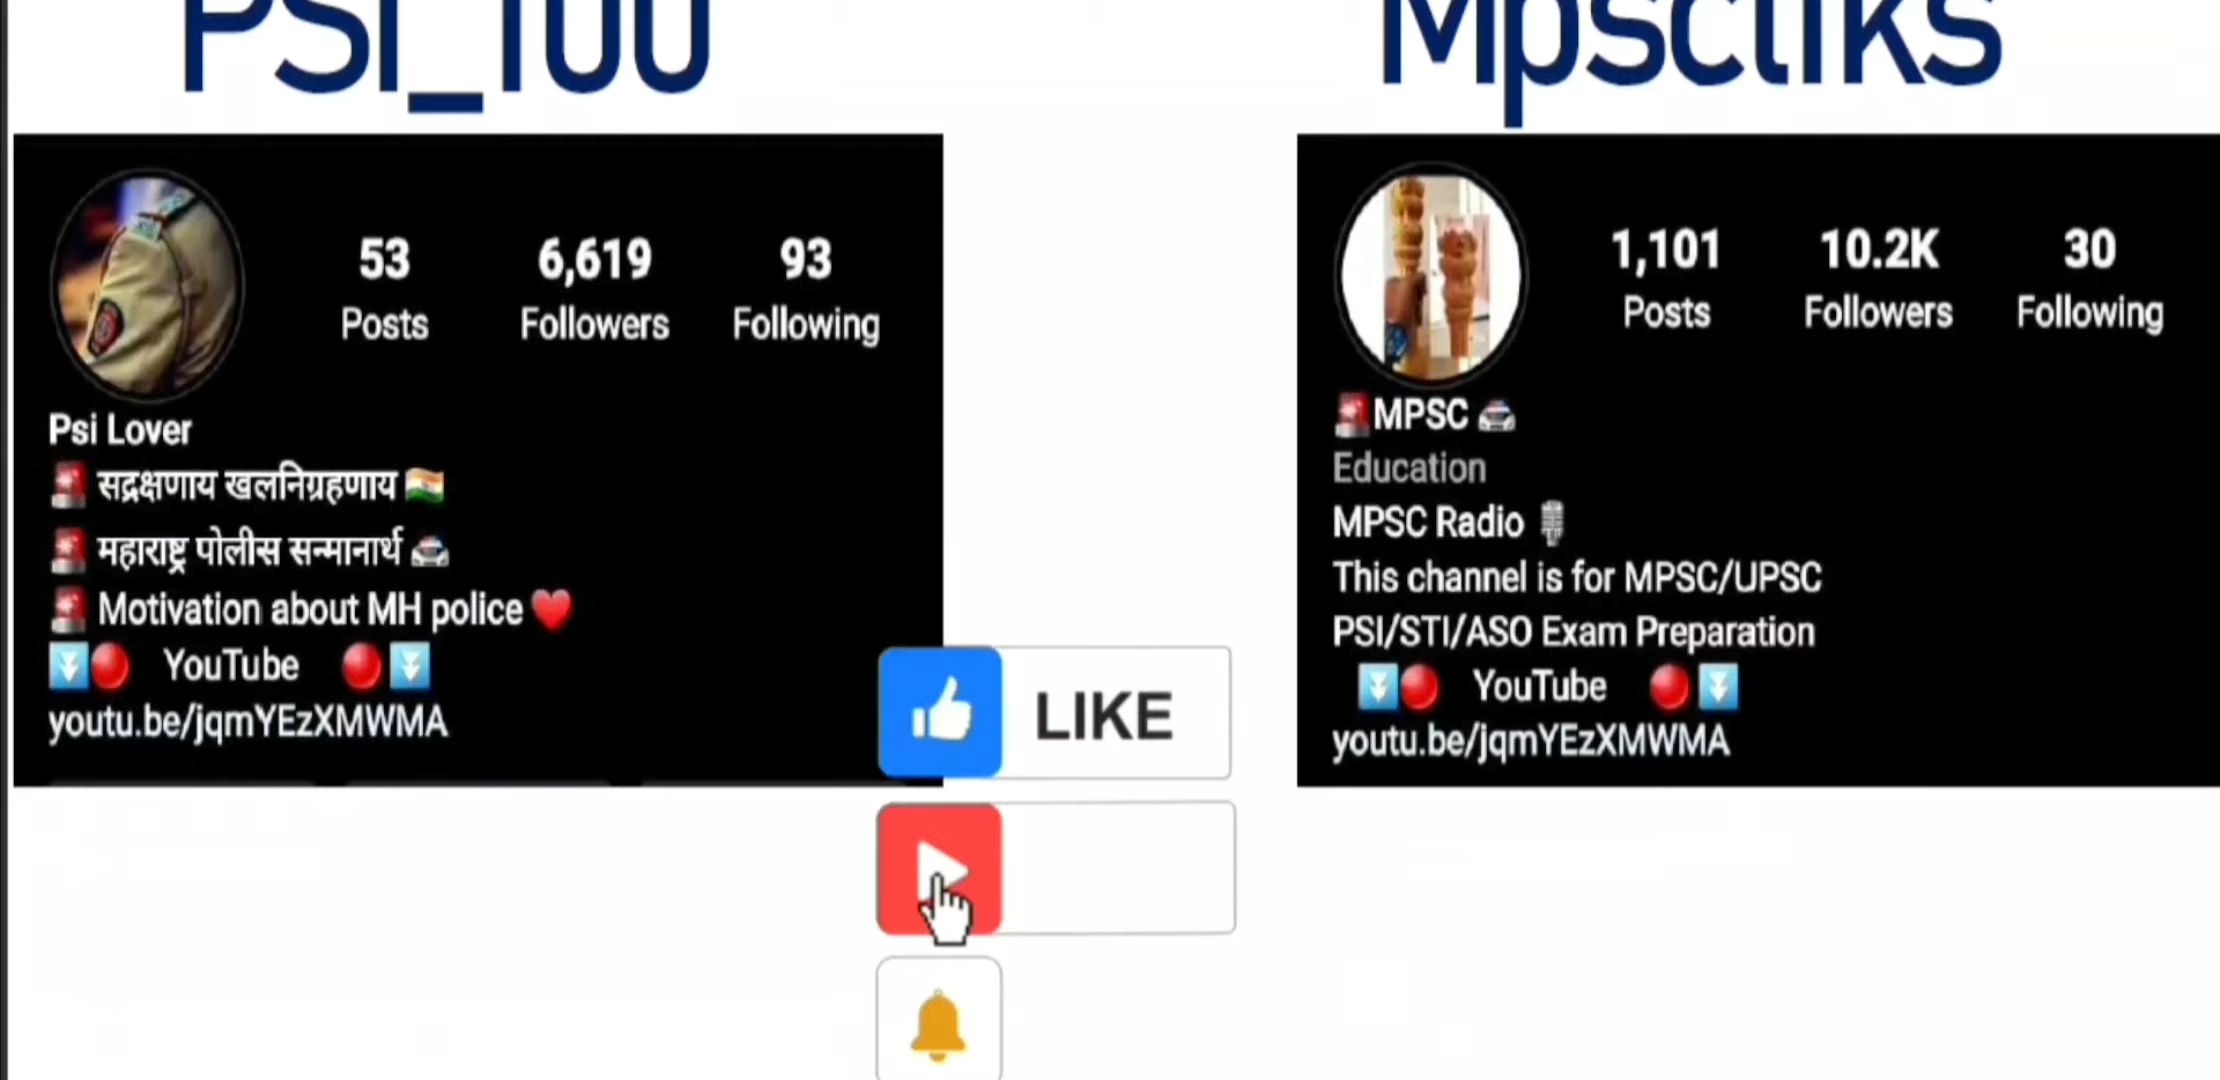 PSI_100
Mpscliks
53 6,619 93
Posts Followers Following
Psi Lover
🚨 सद्रक्षणाय खलनिग्रहणाय 🇮🇳
🚨 महाराष्ट्र पोलीस सन्मानार्थ 🚔
🚨 Motivation about MH police ❤️
⏬🔴 YouTube 🔴⏬
youtu.be/jqmYEzXMWMA
1,101 10.2K 30
Posts Followers Following
🚨MPSC 🚔
Education
MPSC Radio 🎙
This channel is for MPSC/UPSC
PSI/STI/ASO Exam Preparation
⏬🔴 YouTube 🔴⏬
youtu.be/jqmYEzXMWMA
LIKE